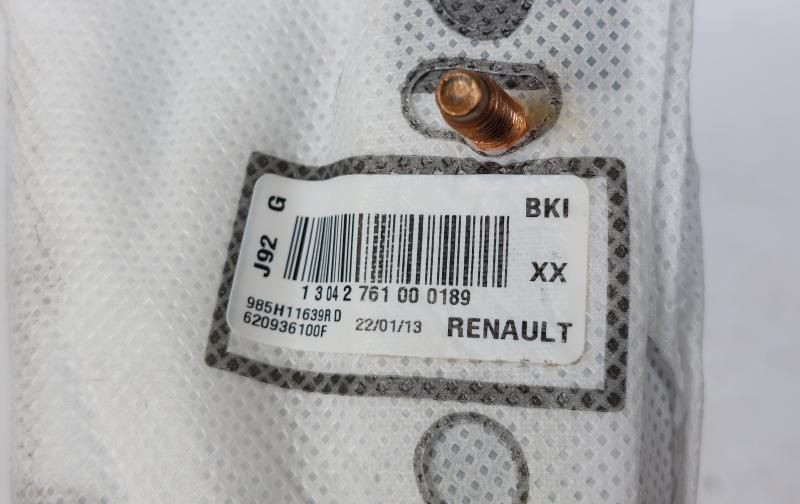 J92 G
BKI
XX
1 3 04 2 761 00 0189
985H11639R D
620936100F
22/01/13
RENAULT